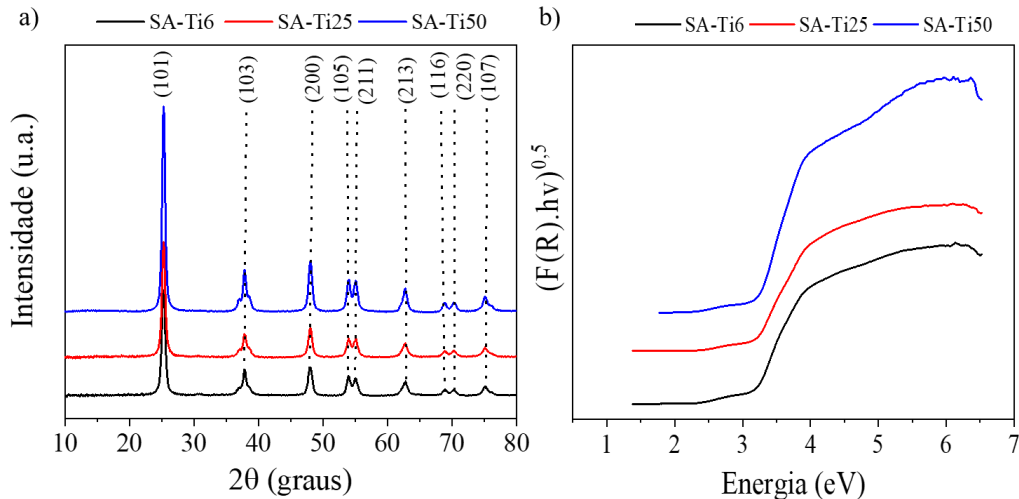 a)
SA-Ti6 SA-Ti25 SA-Ti50
(101)
(103)
(200)
(105)
(211)
(213)
(116)
(220)
(107)
Intensidade (u.a.)
10 20 30 40 50 60 70 80
2θ (graus)
b)
SA-Ti6 SA-Ti25 SA-Ti50
(F(R).hv)^0,5
1 2 3 4 5 6 7
Energia (eV)